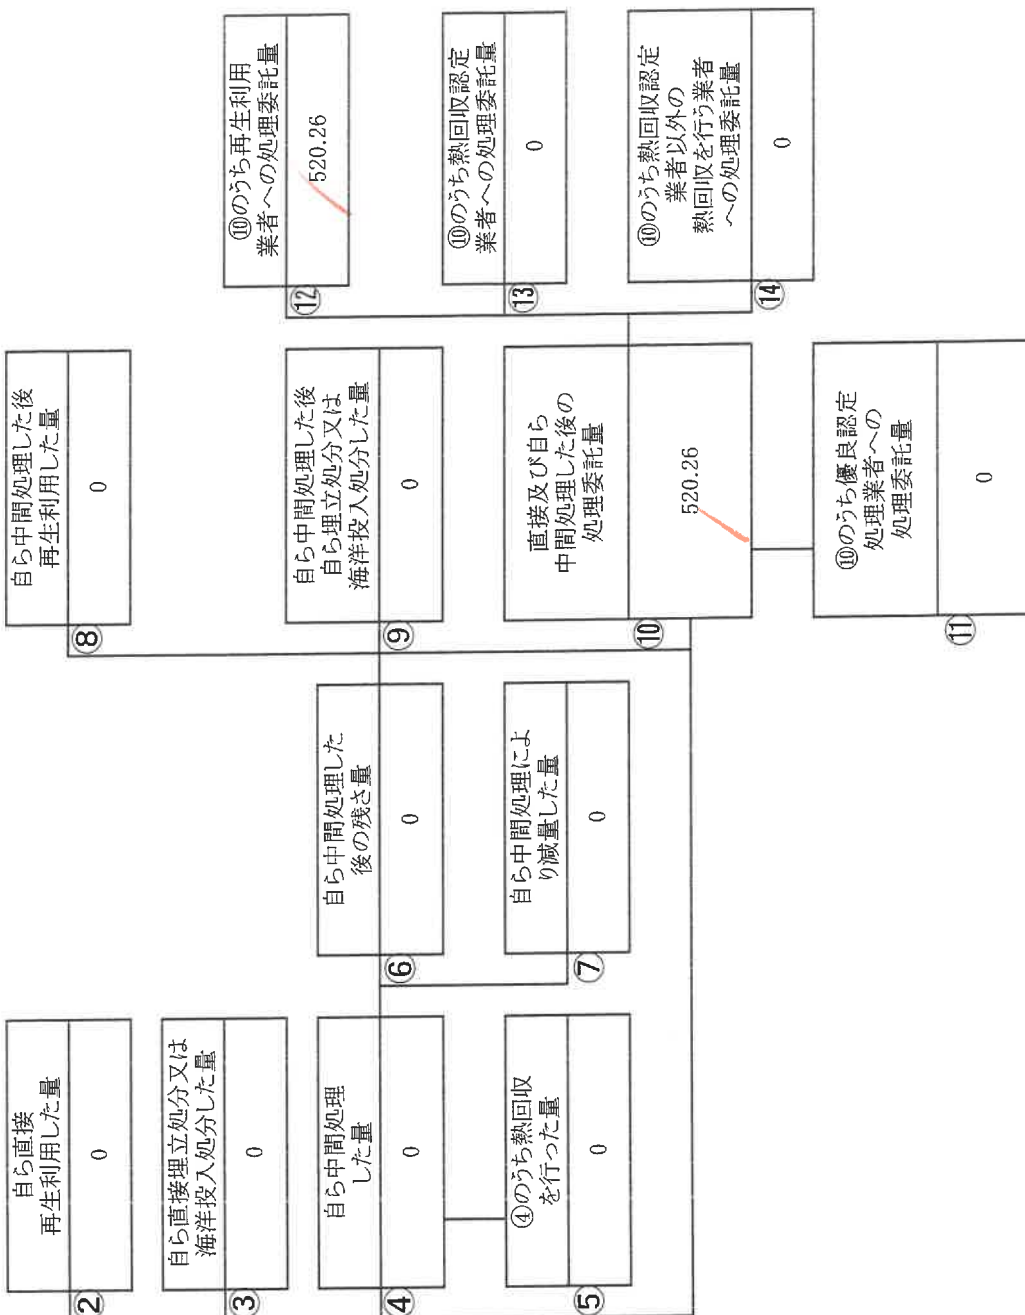 ②
自ら直接
再生利用した量
0
③
自ら直接埋立処分又は
海洋投入処分した量
0
④
自ら中間処理
した量
0
⑤
④のうち熱回収
を行った量
0
⑥
自ら中間処理した
後の残さ量
0
⑦
自ら中間処理によ
り減量した量
0
⑧
自ら中間処理した後
再生利用した量
0
⑨
自ら中間処理した後
自ら埋立処分又は
海洋投入処分した量
0
⑩
直接及び自ら
中間処理した後の
処理委託量
520.26
⑪
⑩のうち優良認定
処理業者への
処理委託量
0
⑫
⑩のうち再生利用
業者への処理委託量
520.26
⑬
⑩のうち熱回収認定
業者への処理委託量
0
⑭
⑩のうち熱回収認定
業者以外の
熱回収を行う業者
への処理委託量
0